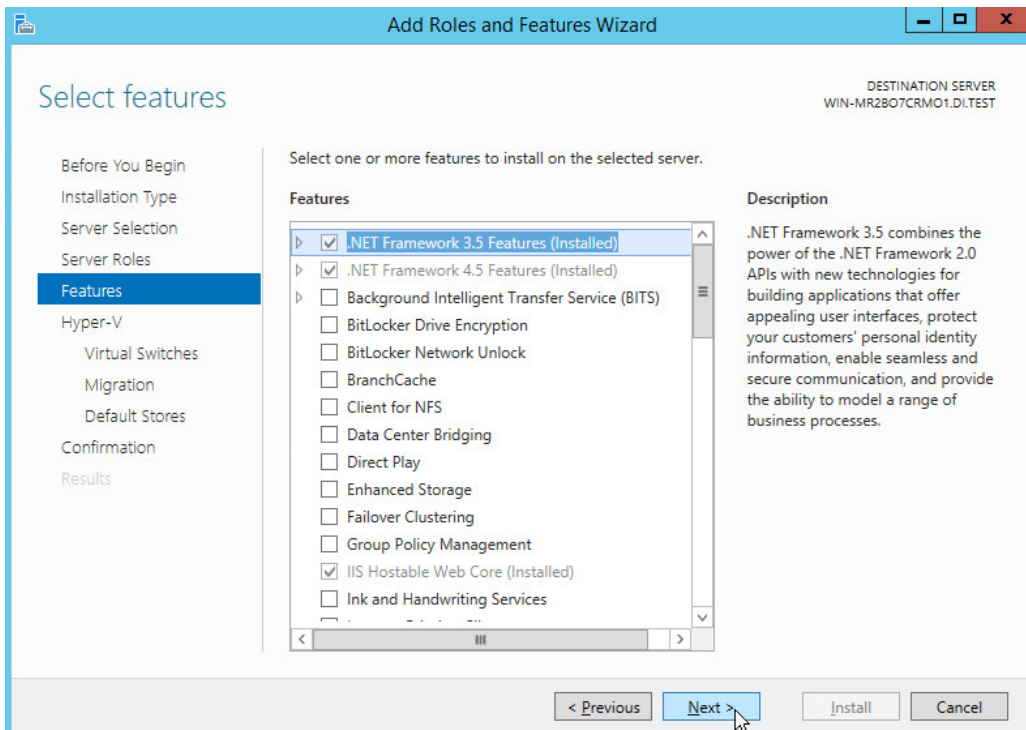 Add Roles and Features Wizard
x
Select features
DESTINATION SERVER
WIN-MR2BO7CRMO1.DI.TEST
Before You Begin
Installation Type
Server Selection
Server Roles
Features
Hyper-V
Virtual Switches
Migration
Default Stores
Confirmation
Results
Select one or more features to install on the selected server.
Features
.NET Framework 3.5 Features (Installed)
.NET Framework 4.5 Features (Installed)
Background Intelligent Transfer Service (BITS)
BitLocker Drive Encryption
BitLocker Network Unlock
BranchCache
Client for NFS
Data Center Bridging
Direct Play
Enhanced Storage
Failover Clustering
Group Policy Management
IIS Hostable Web Core (Installed)
Ink and Handwriting Services
Description
.NET Framework 3.5 combines the
power of the .NET Framework 2.0
APIs with new technologies for
building applications that offer
appealing user interfaces, protect
your customers' personal identity
information, enable seamless and
secure communication, and provide
the ability to model a range of
business processes.
< Previous
Next >
Install
Cancel